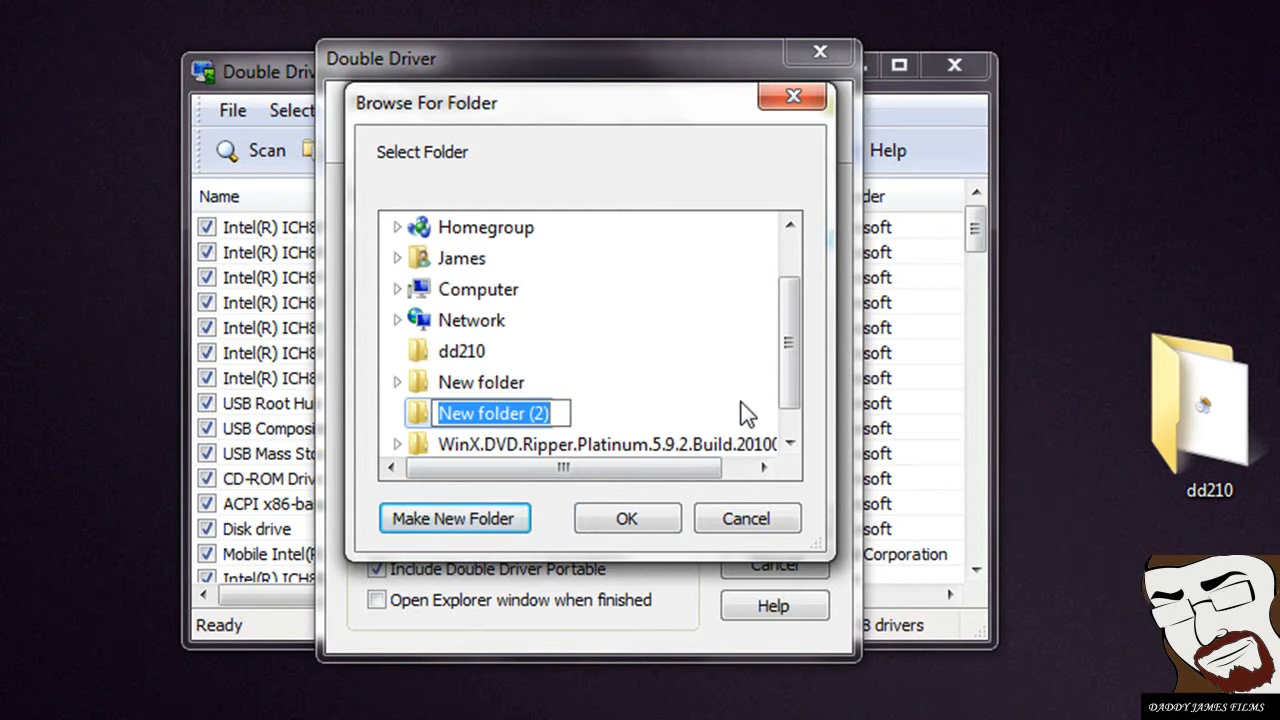 Double Driv
File Select
Scan
Help
Name
der
Intel(R) ICH8
soft
Intel(R) ICH8
soft
Intel(R) ICH8
soft
Intel(R) ICH8
soft
Intel(R) ICH8
soft
Intel(R) ICH8
soft
Intel(R) ICH8
soft
USB Root Hu
soft
USB Composi
soft
USB Mass Sto
soft
CD-ROM Driv
soft
ACPI x86-ba
soft
Disk drive
soft
Mobile Intel(R
Corporation
Intel(R) ICH8
Ready
8 drivers
Double Driver
Browse For Folder
Select Folder
Homegroup
James
Computer
Network
dd210
New folder
New folder (2)
WinX.DVD.Ripper.Platinum.5.9.2.Build.20100
Make New Folder OK Cancel
Include Double Driver Portable
Cancel
Open Explorer window when finished
Help
dd210
DADDY JAMES FILMS